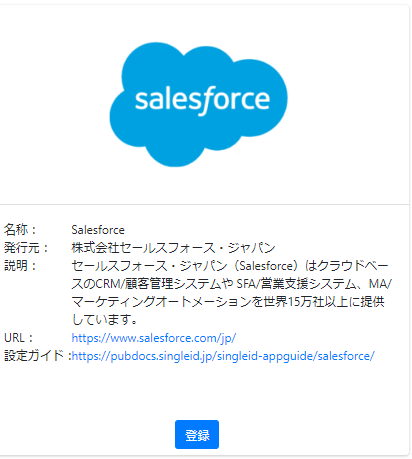 salesforce
名称： Salesforce
発行元： 株式会社セールスフォース・ジャパン
説明： セールスフォース・ジャパン（Salesforce）はクラウドベー
スのCRM/顧客管理システムや SFA/営業支援システム、MA/
マーケティングオートメーションを世界15万社以上に提供
しています。
URL： https://www.salesforce.com/jp/
設定ガイド：https://pubdocs.singleid.jp/singleid-appguide/salesforce/
登録